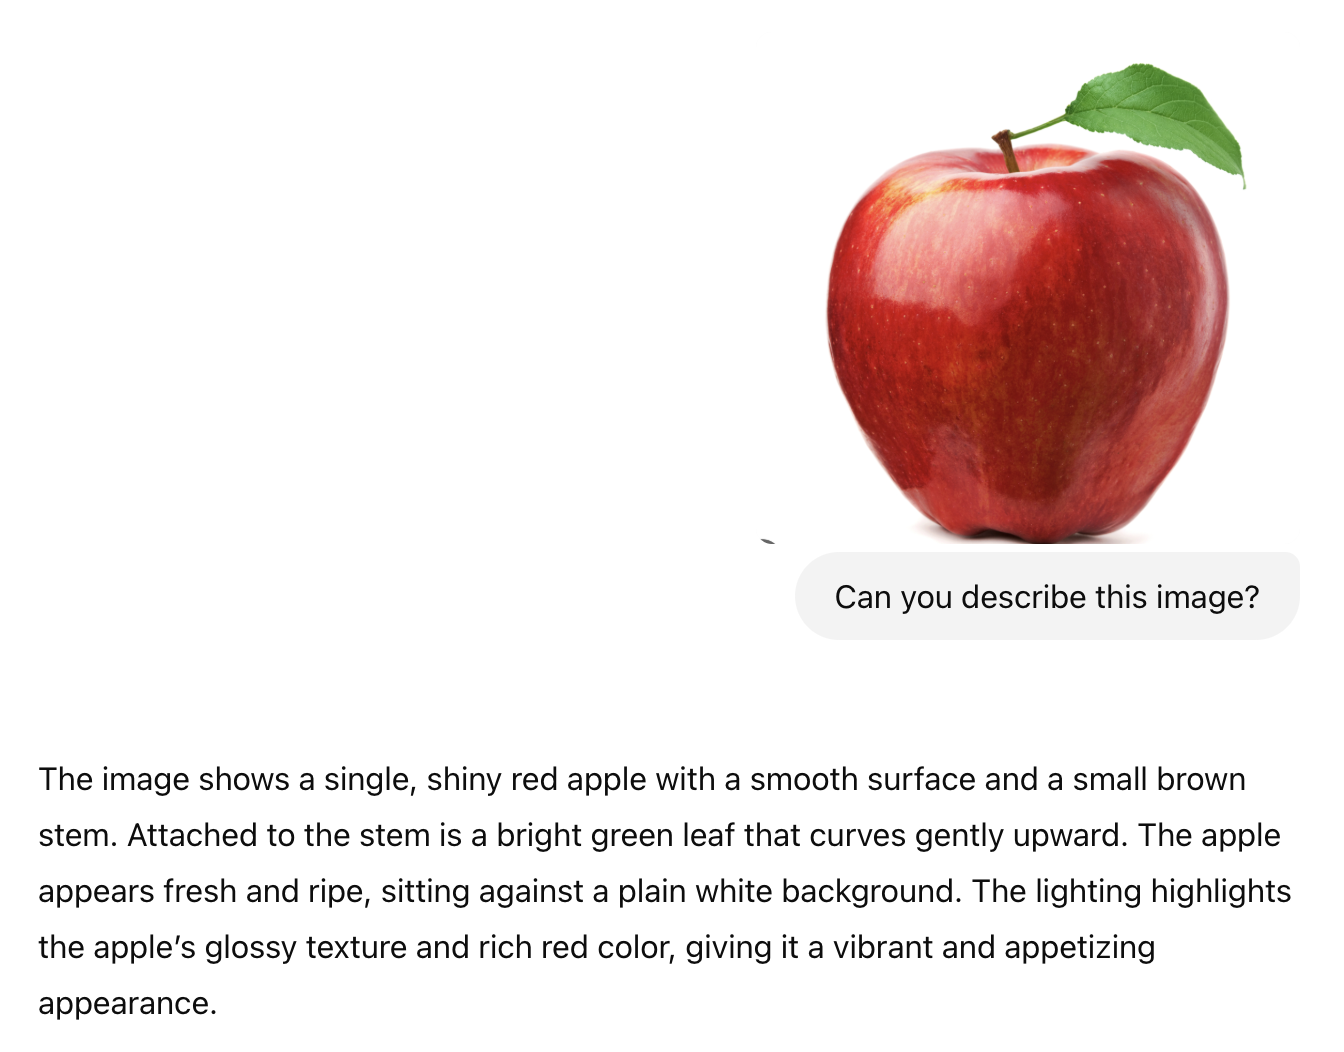 Can you describe this image?
The image shows a single, shiny red apple with a smooth surface and a small brown
stem. Attached to the stem is a bright green leaf that curves gently upward. The apple
appears fresh and ripe, sitting against a plain white background. The lighting highlights
the apple’s glossy texture and rich red color, giving it a vibrant and appetizing
appearance.